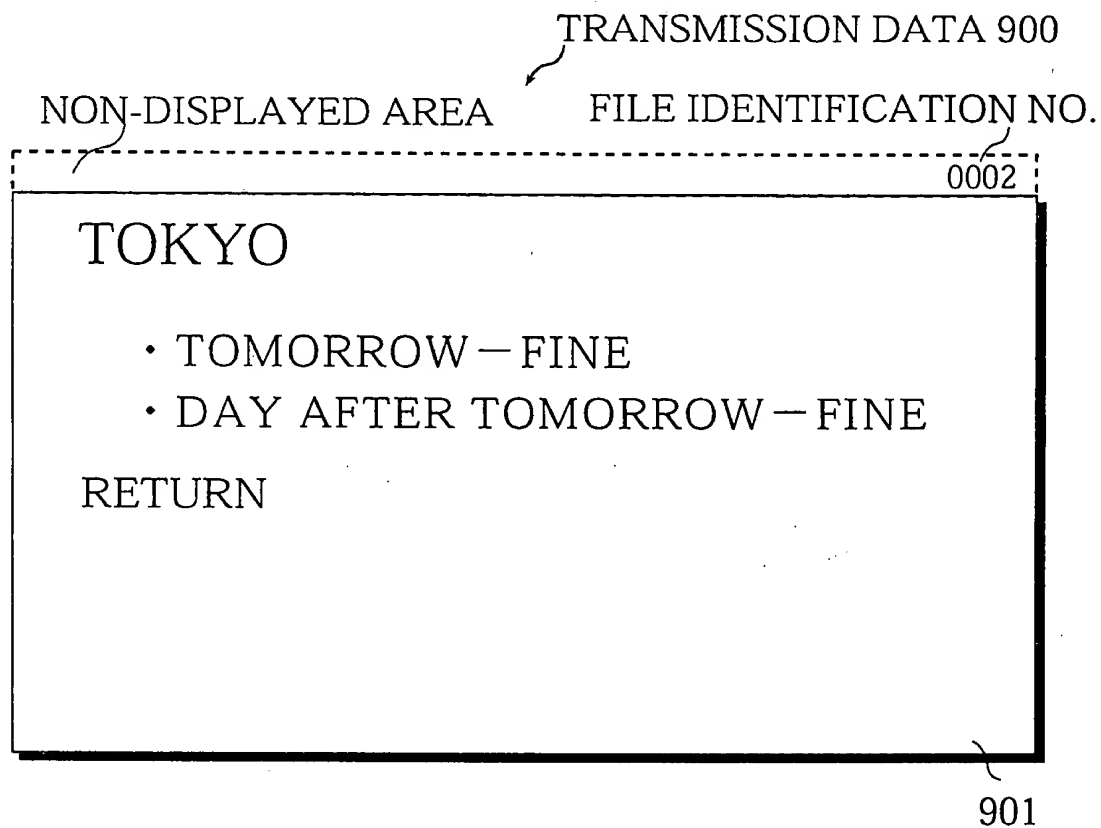 TRANSMISSION DATA 900
NON-DISPLAYED AREA
FILE IDENTIFICATION NO.
0002
TOKYO
・TOMORROW—FINE
・DAY AFTER TOMORROW—FINE
RETURN
901